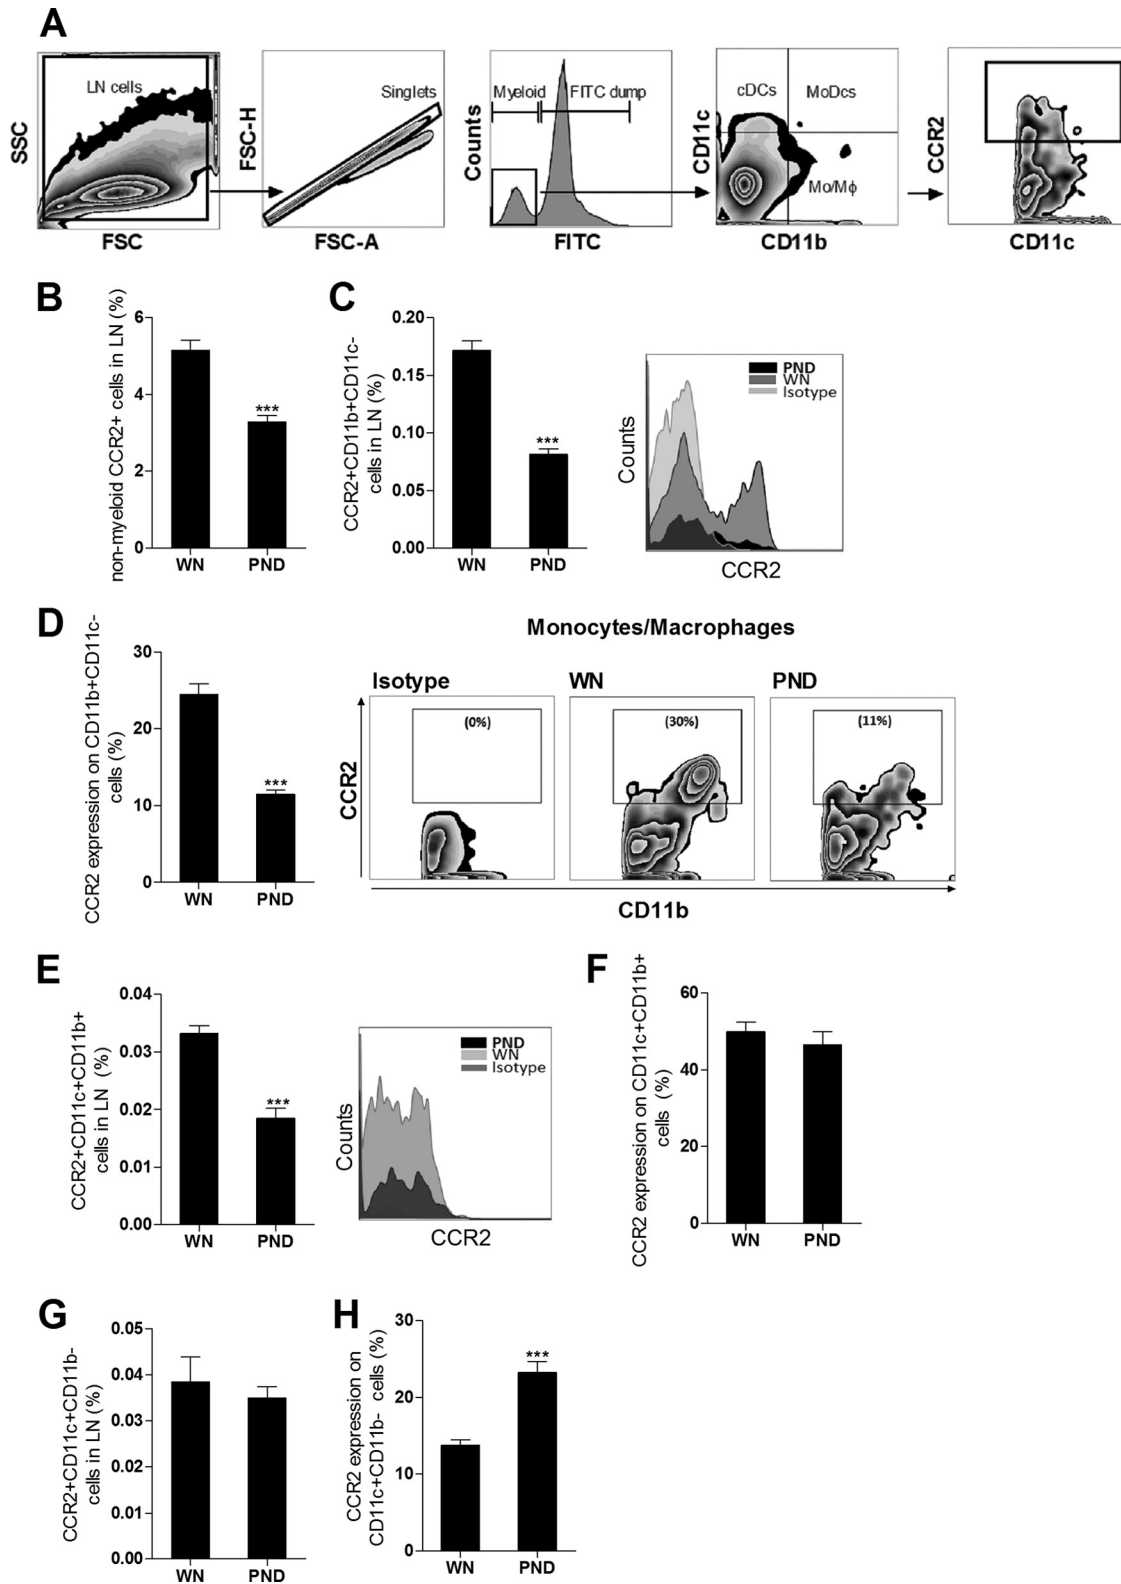 A
SSC
LN cells
FSC
FSC-H
Singlets
FSC-A
Counts
Myeloid
FITC dump
FITC
CD11c
cDCs
MoDcs
Mo/Mϕ
CD11b
CCR2
CD11c
B
non-myeloid CCR2+ cells in LN (%)
6
4
2
0
WN
PND
***
C
CCR2+CD11b+CD11c-
cells in LN (%)
0.20
0.15
0.10
0.05
0.00
WN
PND
***
Counts
PND
WN
Isotype
CCR2
D
CCR2 expression on CD11b+CD11c-
cells (%)
30
20
10
0
WN
PND
***
Monocytes/Macrophages
Isotype
WN
PND
(0%)
(30%)
(11%)
CCR2
CD11b
E
CCR2+CD11c+CD11b+
cells in LN (%)
0.04
0.03
0.02
0.01
0.00
WN
PND
***
Counts
PND
WN
Isotype
CCR2
F
CCR2 expression on CD11c+CD11b+
cells (%)
60
40
20
0
WN
PND
G
CCR2+CD11c+CD11b-
cells in LN (%)
0.05
0.04
0.03
0.02
0.01
0.00
WN
PND
H
CCR2 expression on
CD11c+CD11b- cells (%)
30
20
10
0
WN
PND
***